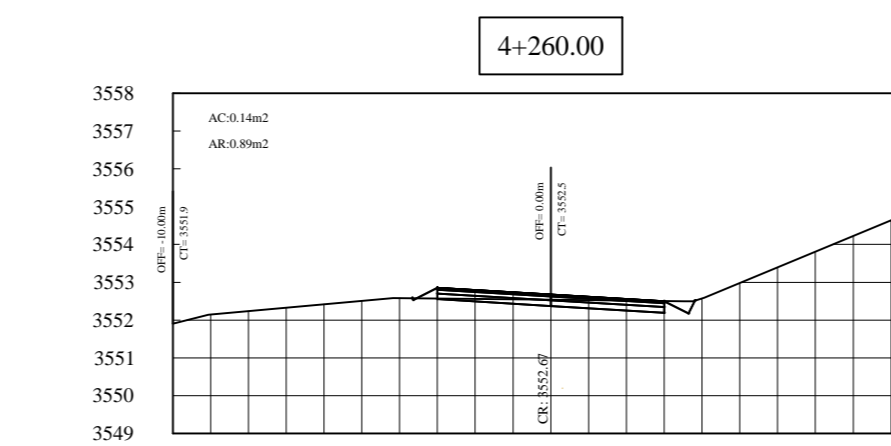 4+260.00
3558
3557
3556
3555
3554
3553
3552
3551
3550
3549
AC:0.14m2
AR:0.89m2
OFF= -10.00m
CT= 3551.9
OFF= 0.00m
CT= 3552.5
CR: 3552.67